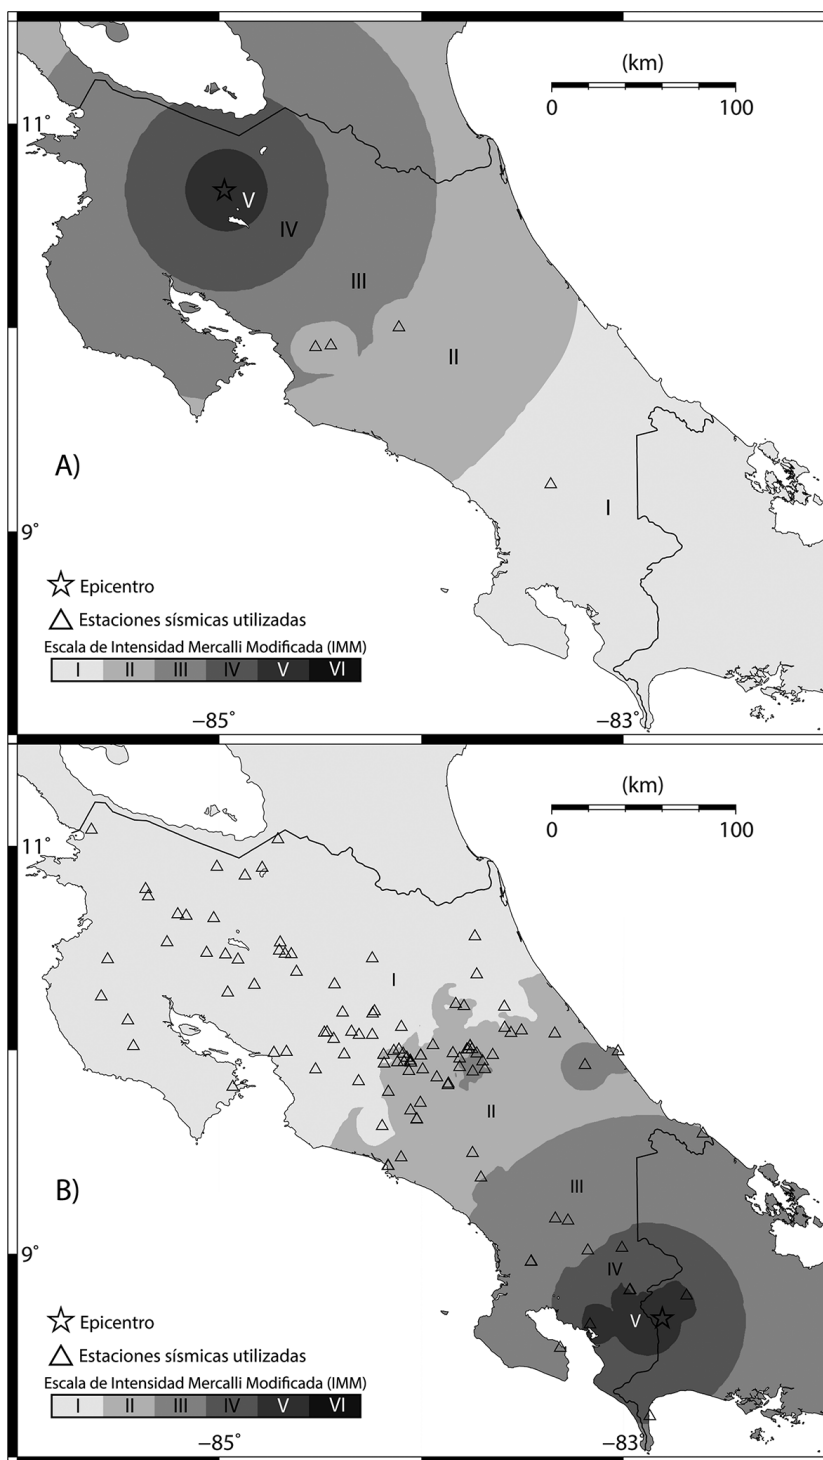 (km)
0 100
11°
V
IV
III
II
A)
I
9°
Epicentro
Estaciones sísmicas utilizadas
Escala de Intensidad Mercalli Modificada (IMM)
I II III IV V VI
−85° −83°
(km)
0 100
11°
I
II
B)
III
9°
IV
V
Epicentro
Estaciones sísmicas utilizadas
Escala de Intensidad Mercalli Modificada (IMM)
I II III IV V VI
−85° −83°